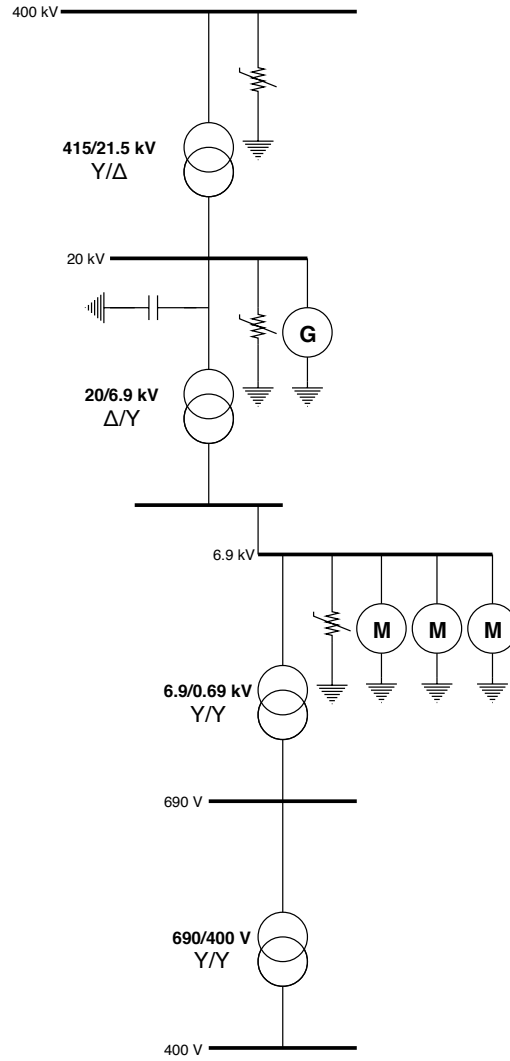 400 kV
415/21.5 kV
Y/Δ
20 kV
G
20/6.9 kV
Δ/Y
6.9 kV
M M M
6.9/0.69 kV
Y/Y
690 V
690/400 V
Y/Y
400 V